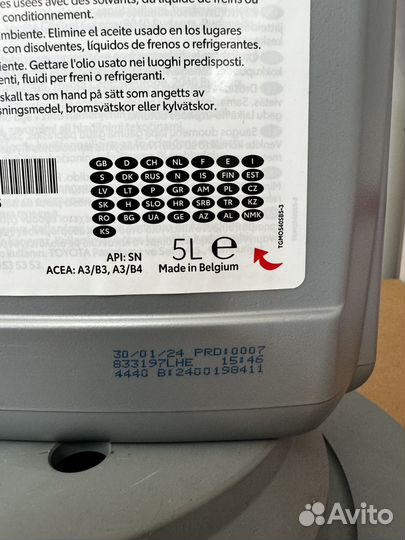 usées avec des solvants, du liquide de freins ou
conditionnement.
ambiente. Elimine el aceite usado en los lugares
con disolventes, líquidos de frenos o refrigerantes.
iente. Gettare l'olio usato nei luoghi predisposti.
enti, fluidi per freni o refrigeranti.
skall tas om hand på sätt som angetts av
sningsmedel, bromsvätskor eller kylvätskor.
GB D CH NL F E I
S DK RUS N IS FIN EST
LV LT P GR AM PL CZ
SK H SLO HR SRB TR KZ
RO BG UA GE AZ AL NMK
KS
API: SN
ACEA: A3/B3, A3/B4
5L e
Made in Belgium
TGMO5405BS-3
30/01/24 PRD:0007
833197LHE 15:46
4440 B:2400198411
Avito